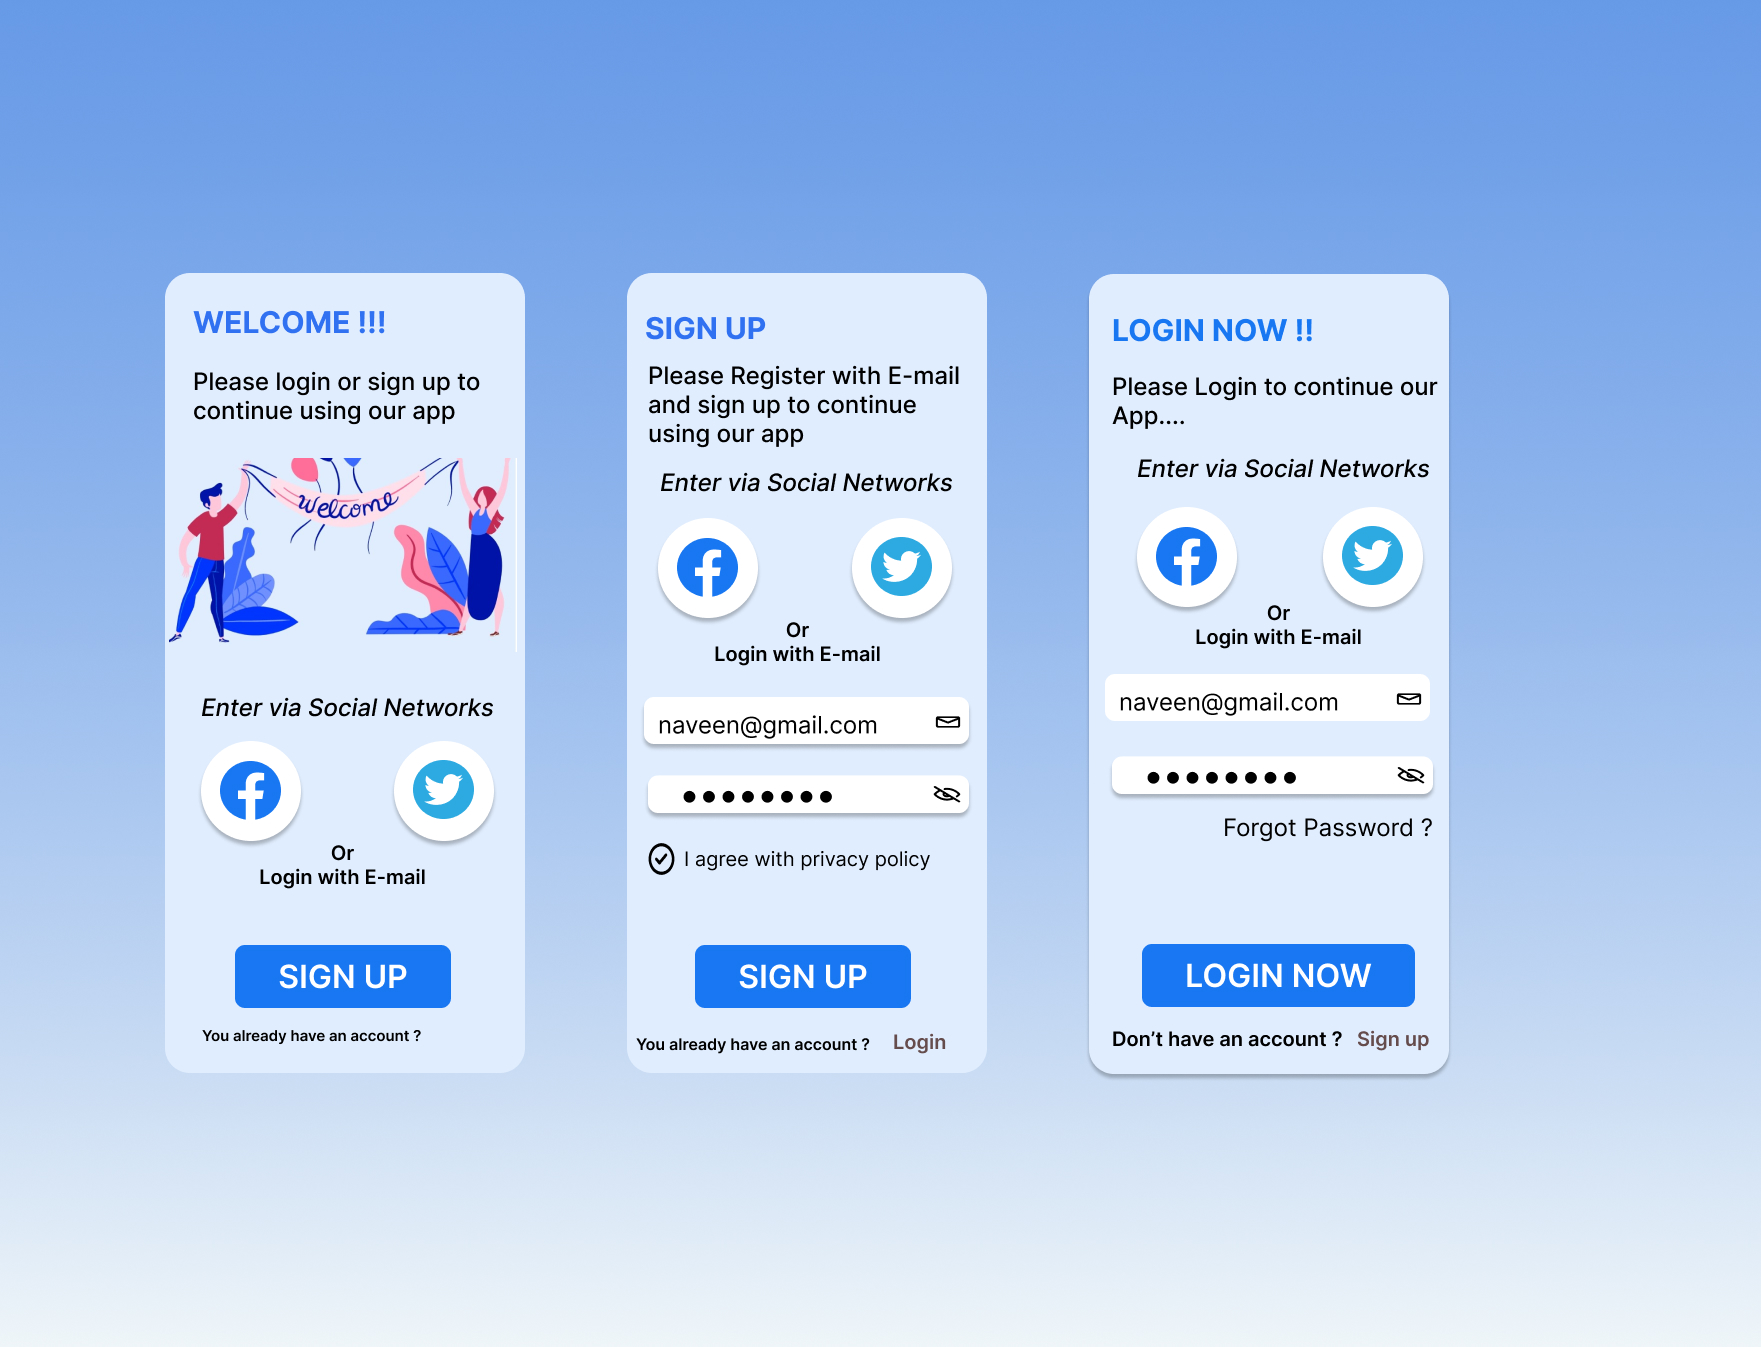 WELCOME !!!
Please login or sign up to
continue using our app
welcome
Enter via Social Networks
Or
Login with E-mail
SIGN UP
You already have an account ?
SIGN UP
Please Register with E-mail
and sign up to continue
using our app
Enter via Social Networks
Or
Login with E-mail
naveen@gmail.com
I agree with privacy policy
SIGN UP
You already have an account ? Login
LOGIN NOW !!
Please Login to continue our
App....
Enter via Social Networks
Or
Login with E-mail
naveen@gmail.com
Forgot Password ?
LOGIN NOW
Don't have an account ? Sign up